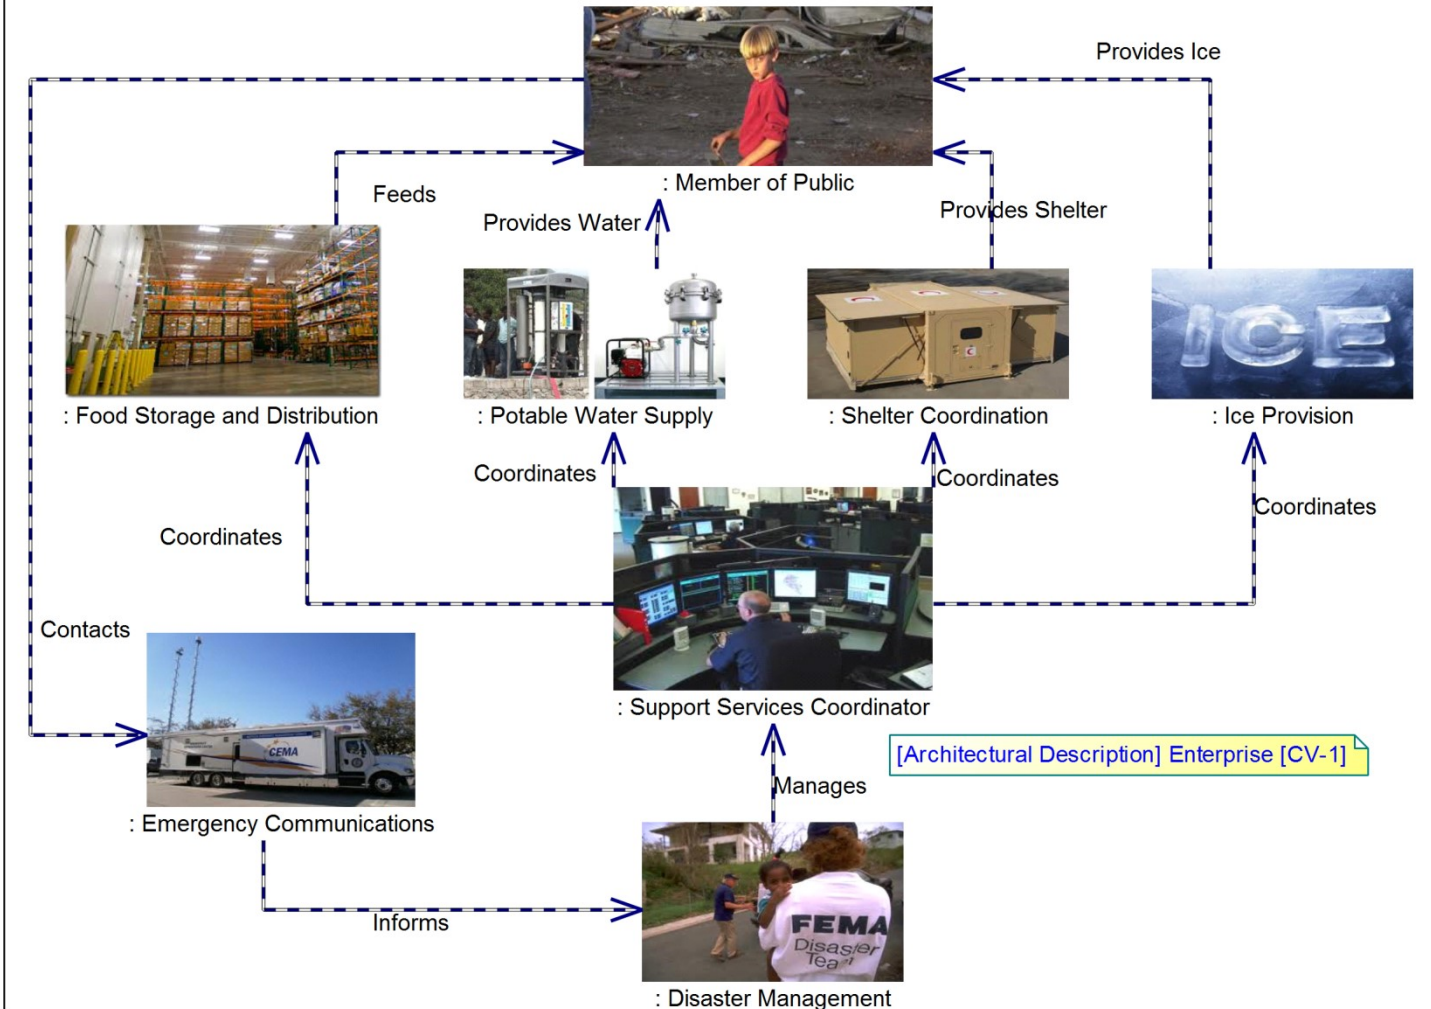 Provides Ice
: Member of Public
Feeds
Provides Water
Provides Shelter
ICE
: Food Storage and Distribution
: Potable Water Supply
: Shelter Coordination
: Ice Provision
Coordinates
Coordinates
Coordinates
Coordinates
Contacts
CEMA
: Support Services Coordinator
[Architectural Description] Enterprise [CV-1]
Manages
: Emergency Communications
Informs
FEMA
Disaster
Team
: Disaster Management